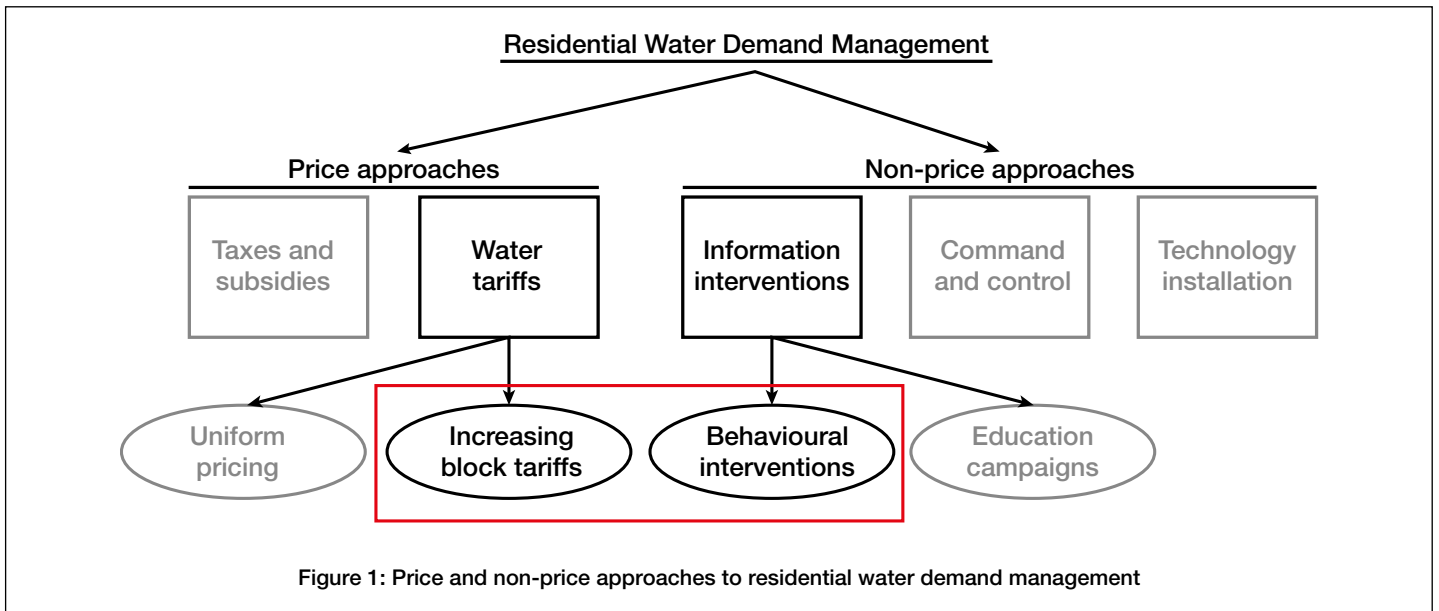 Residential Water Demand Management
Price approaches
Non-price approaches
Taxes and
subsidies
Water
tariffs
Information
interventions
Command
and control
Technology
installation
Uniform
pricing
Increasing
block tariffs
Behavioural
interventions
Education
campaigns
Figure 1: Price and non-price approaches to residential water demand management